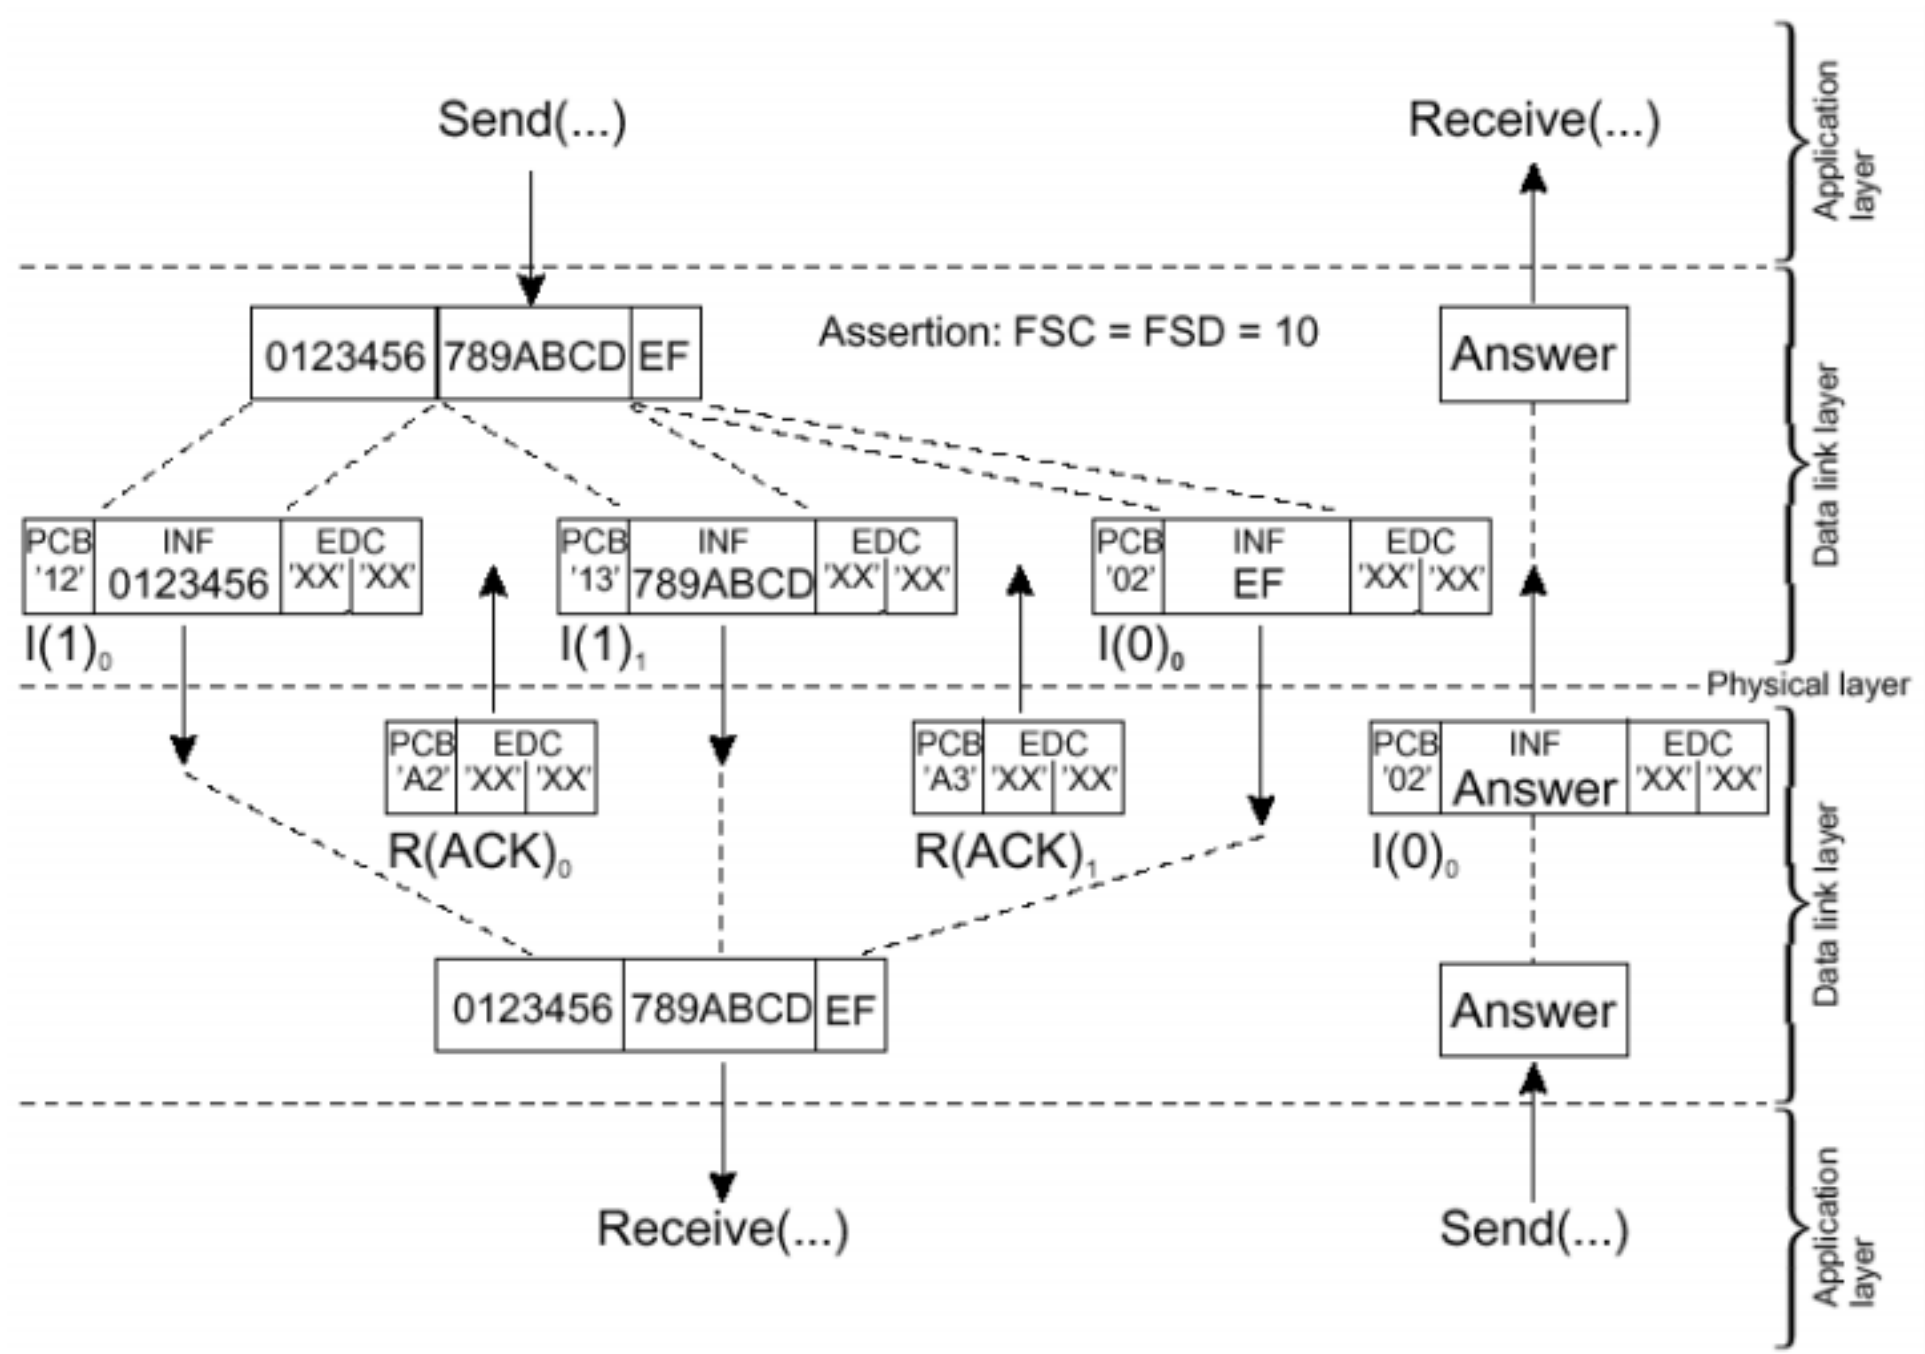 Send(...)
Receive(...)
Application
layer
0123456 789ABCD EF
Assertion: FSC = FSD = 10
Answer
Data link layer
PCB INF EDC
'12' 0123456 'XX' 'XX'
I(1)0
PCB INF EDC
'13' 789ABCD 'XX' 'XX'
I(1)1
PCB INF EDC
'02' EF 'XX' 'XX'
I(0)0
Physical layer
PCB EDC
'A2' 'XX' 'XX'
R(ACK)0
PCB EDC
'A3' 'XX' 'XX'
R(ACK)1
PCB INF EDC
'02' Answer 'XX' 'XX'
I(0)0
Data link layer
0123456 789ABCD EF
Answer
Receive(...)
Send(...)
Application
layer